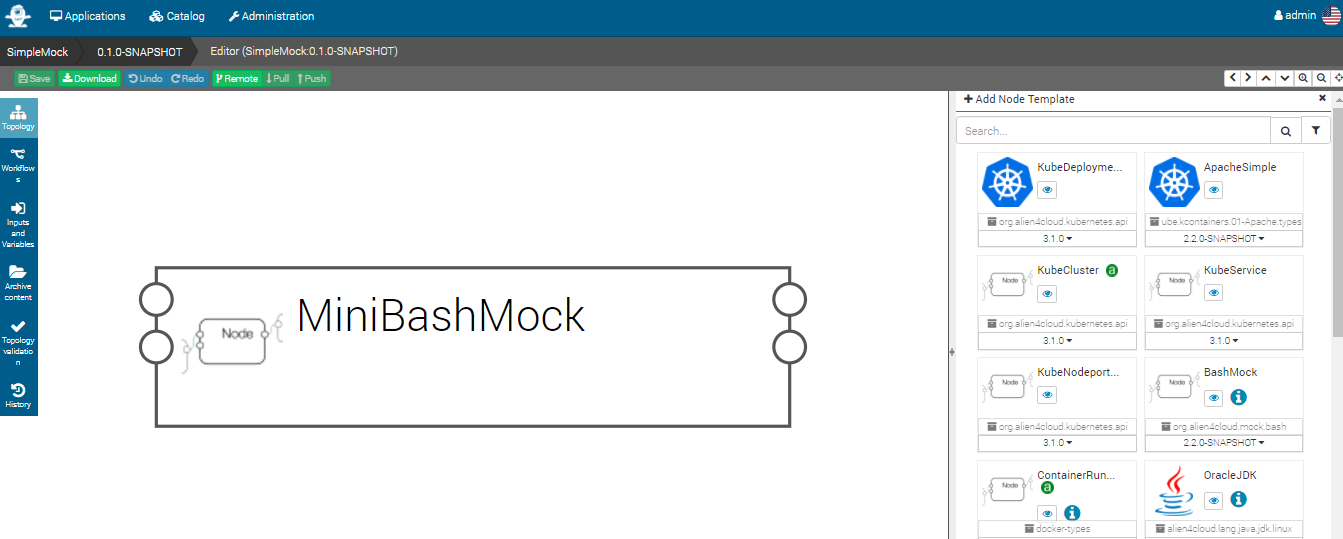 Applications Catalog Administration admin
SimpleMock 0.1.0-SNAPSHOT Editor (SimpleMock:0.1.0-SNAPSHOT)
Save Download Undo Redo Remote Pull Push
Topology
Workflow
s
Inputs
and
Variables
Archive
content
Topology
validatio
n
History
Node
MiniBashMock
Add Node Template
Search...
KubeDeployme...
org.alien4cloud.kubernetes.api
3.1.0
ApacheSimple
ube.kcontainers.01-Apache.types
2.2.0-SNAPSHOT
Node
KubeCluster a
org.alien4cloud.kubernetes.api
3.1.0
Node
KubeService
org.alien4cloud.kubernetes.api
3.1.0
Node
KubeNodeport...
org.alien4cloud.kubernetes.api
3.1.0
Node
BashMock
org.alien4cloud.mock.bash
2.2.0-SNAPSHOT
Node
ContainerRun...
a
docker-types
OracleJDK
Java
alien4cloud.lang.java.jdk.linux